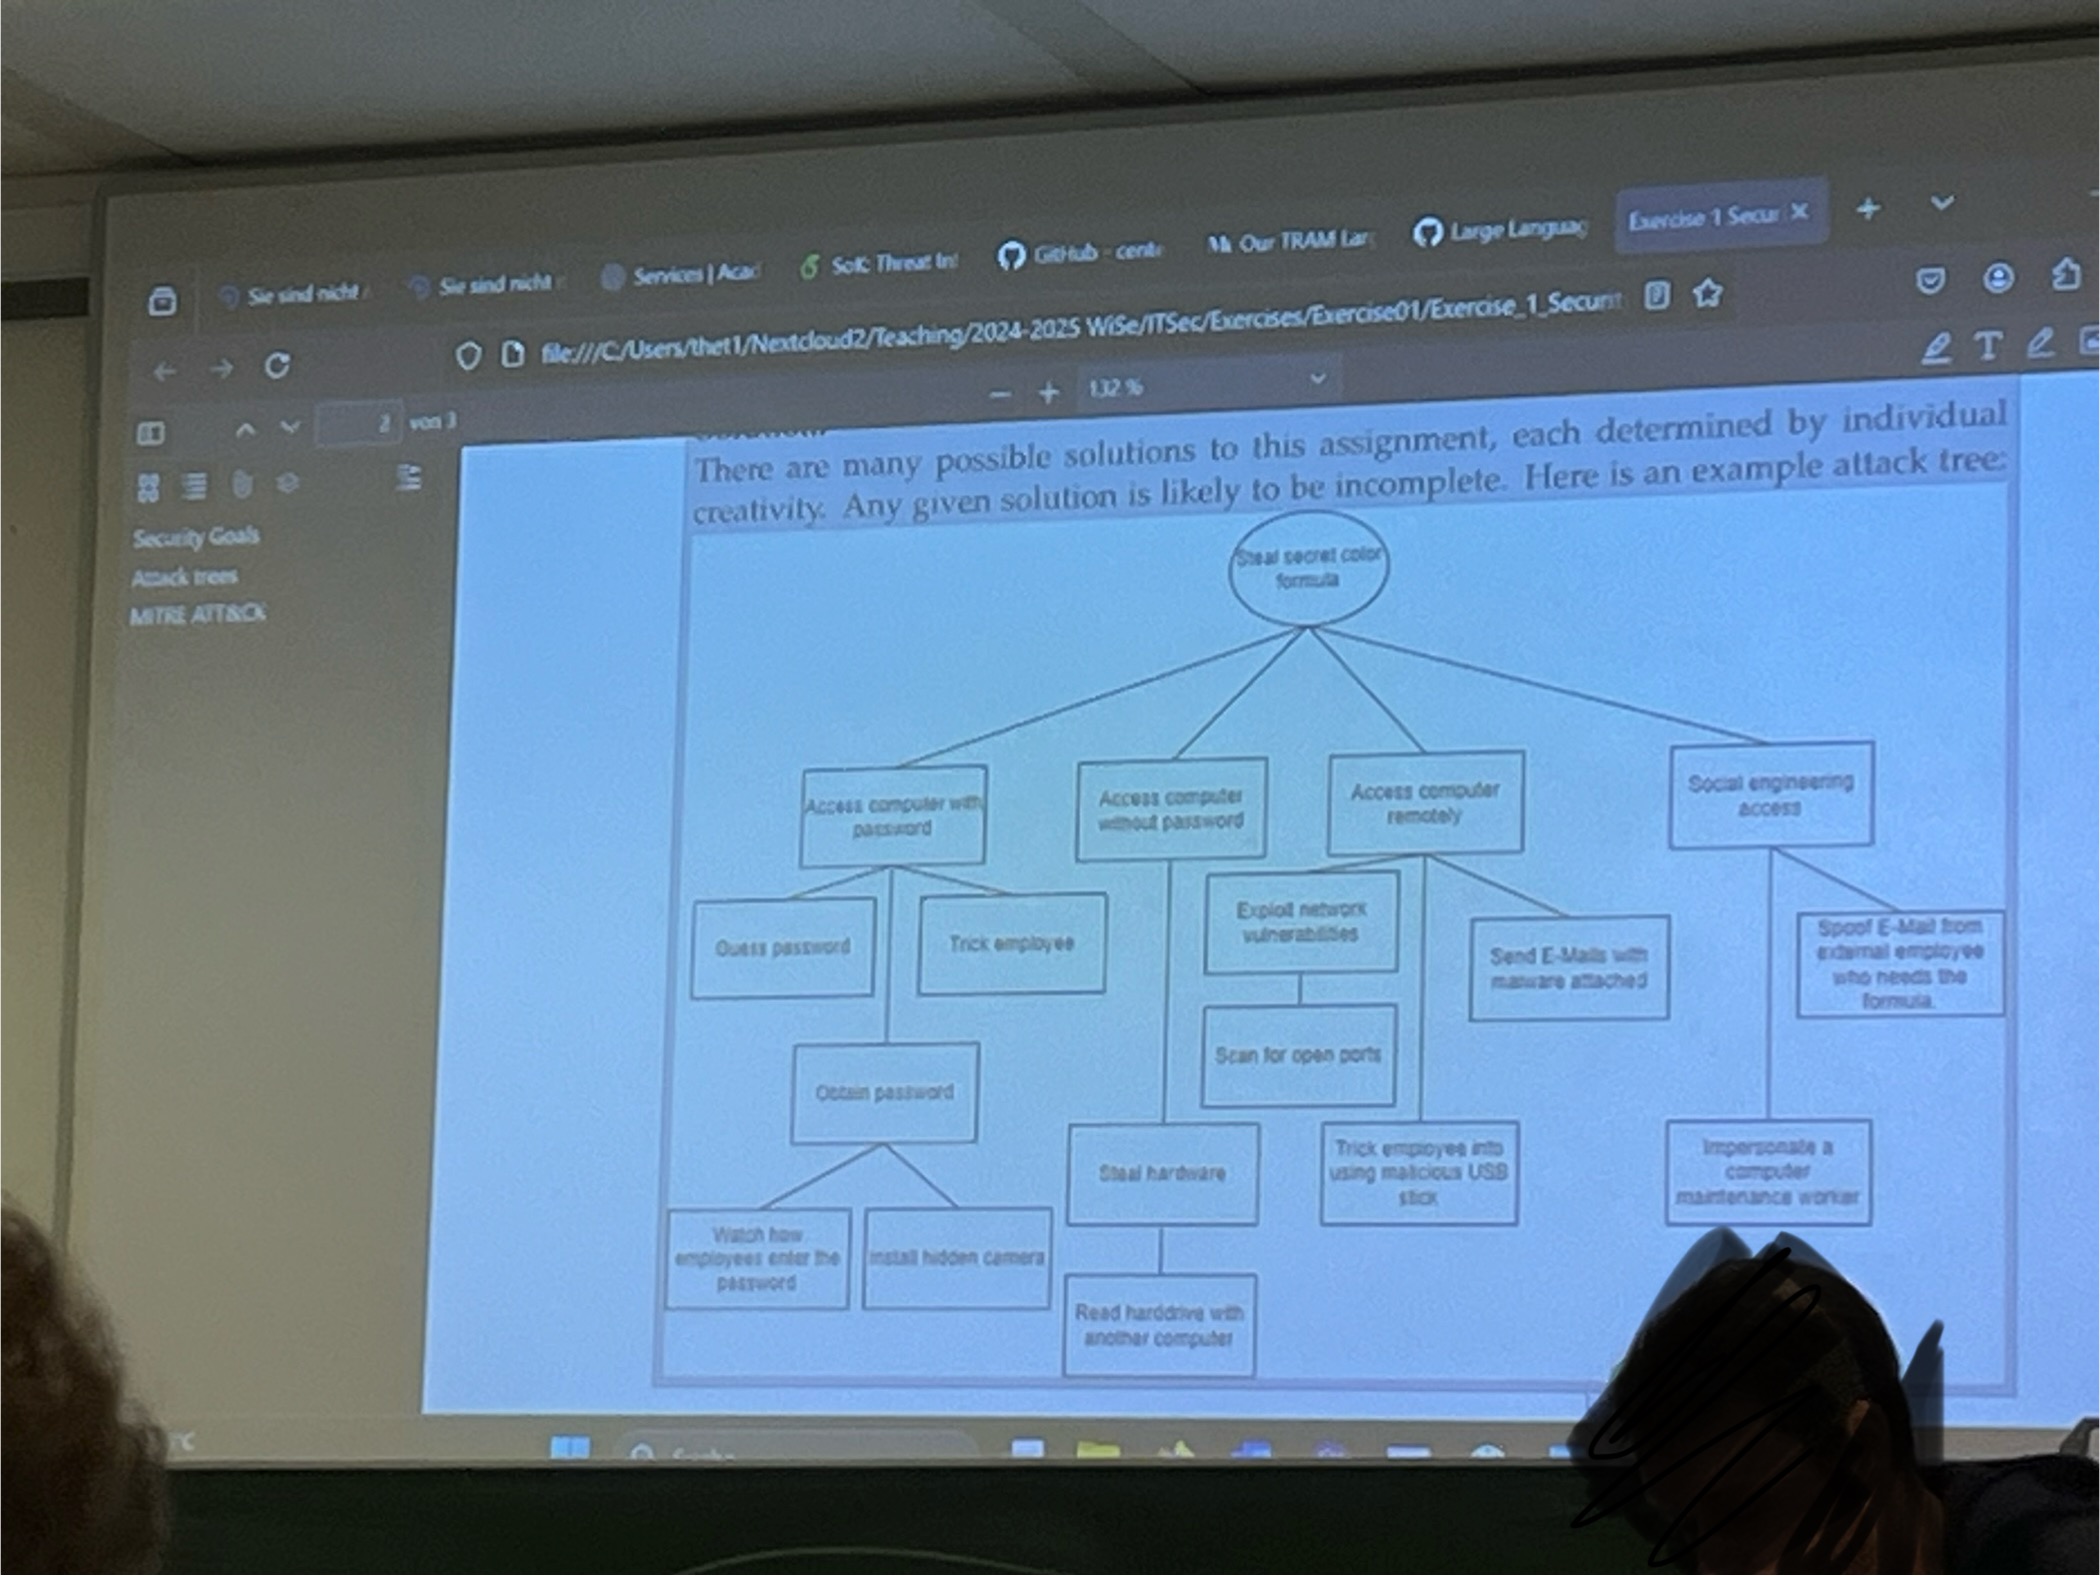 Sie sind nicht
Sie sind nicht
Services | Acad
SoK: Threat Int
GitHub - cente
Our TRAM Lar
Large Languag
Exercise 1 Secur
file:///C:/Users/thet1/Nextcloud2/Teaching/2024-2025 WiSe/ITSec/Exercises/Exercise01/Exercise_1_Securit
132 %
2 von 3
Security Goals
Attack trees
MITRE ATT&CK
There are many possible solutions to this assignment, each determined by individual
creativity. Any given solution is likely to be incomplete. Here is an example attack tree:
Steal secret color
formula
Access computer with
password
Access computer
without password
Access computer
remotely
Social engineering
access
Guess password
Trick employee
Exploit network
vulnerabilities
Send E-Mails with
malware attached
Spoof E-Mail from
external employee
who needs the
formula.
Obtain password
Scan for open ports
Steal hardware
Trick employee into
using malicious USB
stick
Impersonate a
computer
maintenance worker
Watch how
employees enter the
password
Install hidden camera
Read harddrive with
another computer